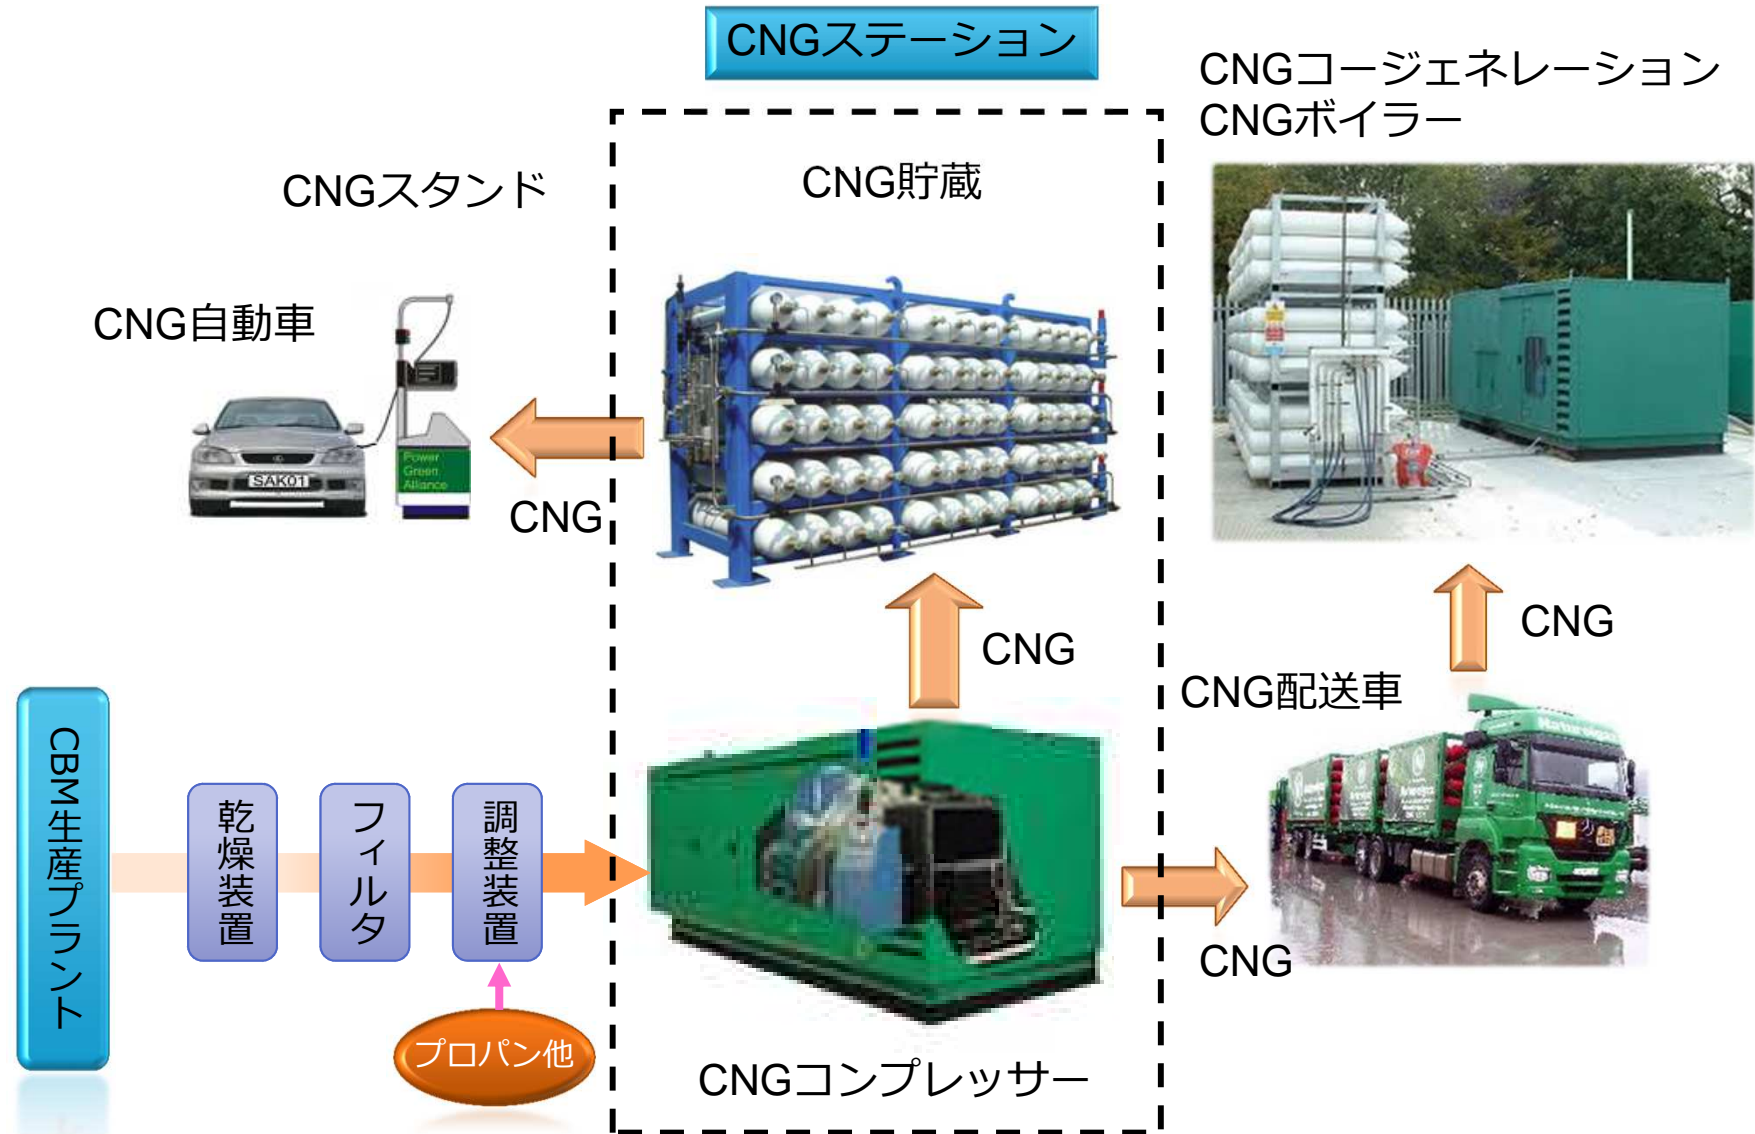 CNGステーション
CNGコージェネレーション
CNGボイラー
CNG貯蔵
CNGスタンド
CNG自動車
Power
Green
Alliance
SAK01
CNG
CNG
CNG
CNG配送車
CBM生産プラント
乾燥装置
フィルタ
調整装置
CNG
プロパン他
CNGコンプレッサー